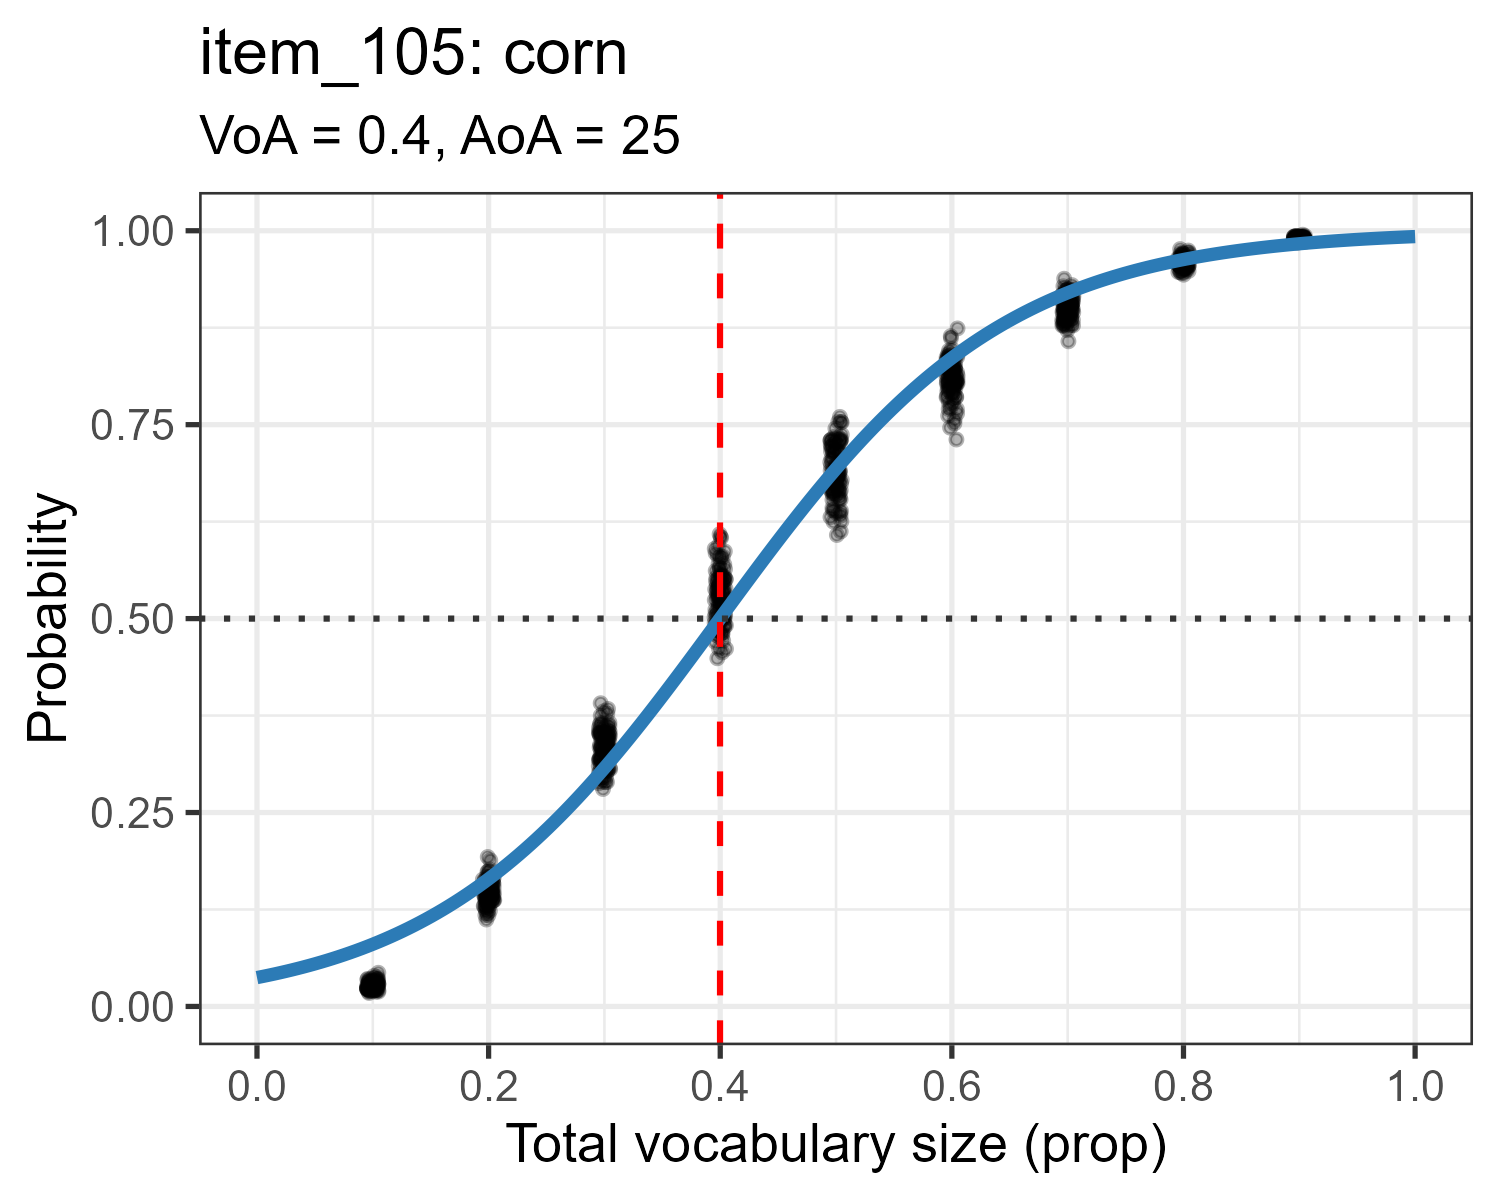 item_105: corn
VoA = 0.4, AoA = 25
Probability
1.00
0.75
0.50
0.25
0.00
0.0 0.2 0.4 0.6 0.8 1.0
Total vocabulary size (prop)